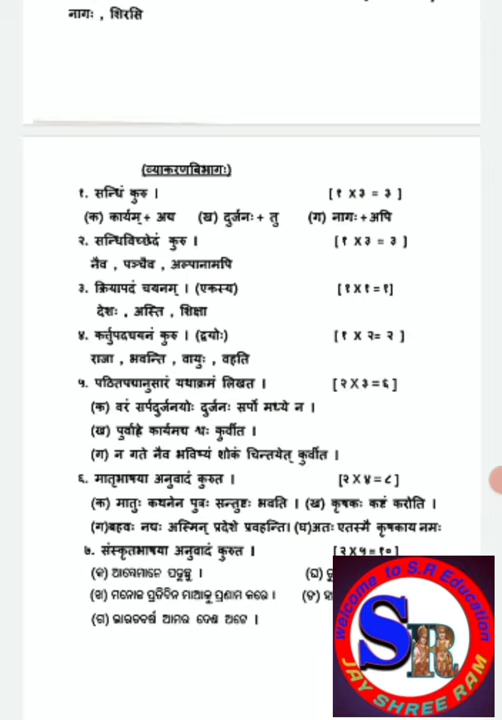 नागः , शिरसि
(व्याकरणविभागः)
१. सन्धिं कुरु । [ १ X ३ = ३ ]
(क) कार्यम् + अद्य (ख) दुर्जनः + तु (ग) नागः + अपि
२. सन्धिविच्छेदं कुरु । [ १ X ३ = ३ ]
नैव , पञ्चैव , अल्पानामपि
३. क्रियापदं चयनम् । (एकस्य) [ १ X १ = १]
देशः , अस्ति , शिक्षा
४. कर्त्तृपदचयनं कुरु । (द्वयोः) [ १ X २= २ ]
राजा , भवन्ति , वायुः , वहति
५. पठितपद्यानुसारं यथाक्रमं लिखत । [ २ X ३ = ६ ]
(क) वरं सर्पदुर्जनयोः दुर्जनः सर्पो मध्ये न ।
(ख) पुर्वाह्ने कार्यमद्य श्वः कुर्वीत ।
(ग) न गते नैव भविष्यं शोकं चिन्तयेत् कुर्वीत ।
६. मातृभाषया अनुवादं कुरुत । [२ X ४ = ८ ]
(क) मातुः कथनेन पुत्रः सन्तुष्टः भवति । (ख) कृषकः कष्टं करोति ।
(ग)बहवः नद्यः अस्मिन् प्रदेशे प्रवहन्ति। (घ)अतः एतस्मै कृषकाय नमः
७. संस्कृतभाषया अनुवादं कुरुत । [२ X ५ = १० ]
(क) ଆମ୍ଭେମାନେ ପଢୁଛୁ । (घ)
(ख) ମନୋଜ ପ୍ରତିଦିନ ମାଆକୁ ପ୍ରଣାମ କରେ । (ङ)
(ग) ଭାରତବର୍ଷ ଆମର ଦେଶ ଅଟେ ।
welcome to S.R Education
SR
JAY SHREE RAM